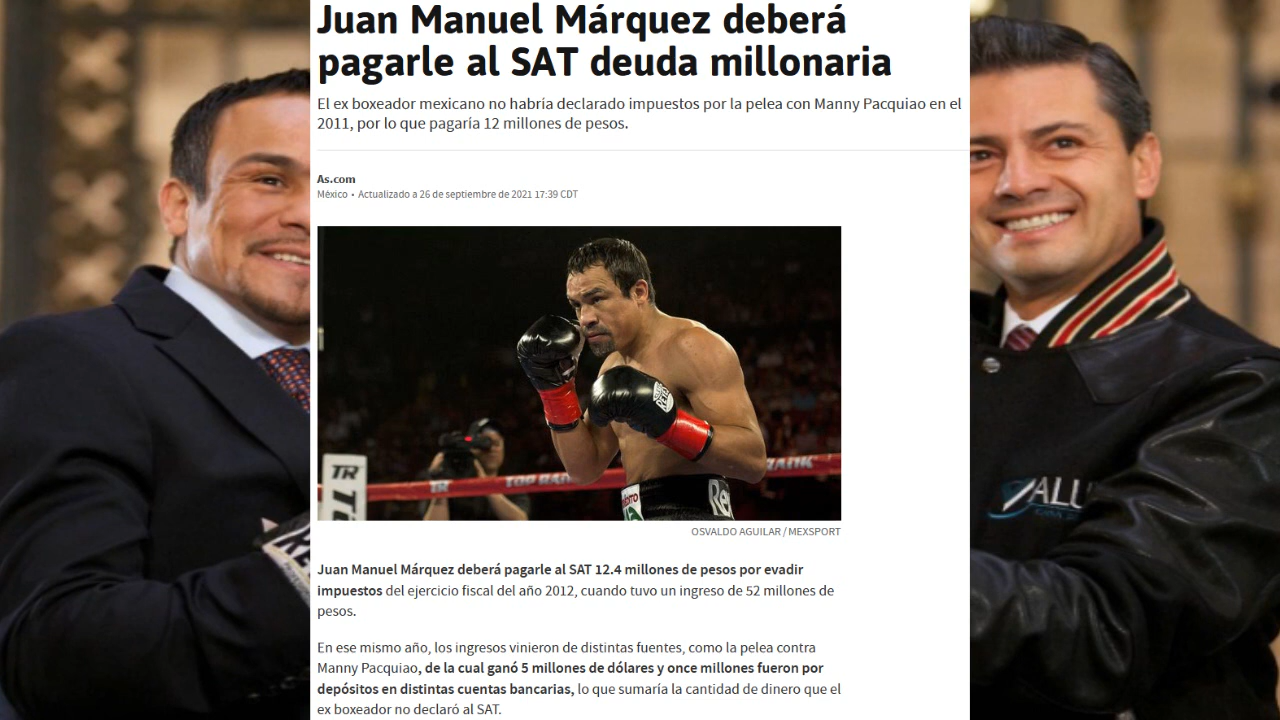 Juan Manuel Márquez deberá
pagarle al SAT deuda millonaria
El ex boxeador mexicano no habría declarado impuestos por la pelea con Manny Pacquiao en el
2011, por lo que pagaría 12 millones de pesos.
As.com
México • Actualizado a 26 de septiembre de 2021 17:39 CDT
TR
TR
TOP RANK
RANK
OSVALDO AGUILAR / MEXSPORT
Juan Manuel Márquez deberá pagarle al SAT 12.4 millones de pesos por evadir
impuestos del ejercicio fiscal del año 2012, cuando tuvo un ingreso de 52 millones de
pesos.
En ese mismo año, los ingresos vinieron de distintas fuentes, como la pelea contra
Manny Pacquiao, de la cual ganó 5 millones de dólares y once millones fueron por
depósitos en distintas cuentas bancarias, lo que sumaría la cantidad de dinero que el
ex boxeador no declaró al SAT.